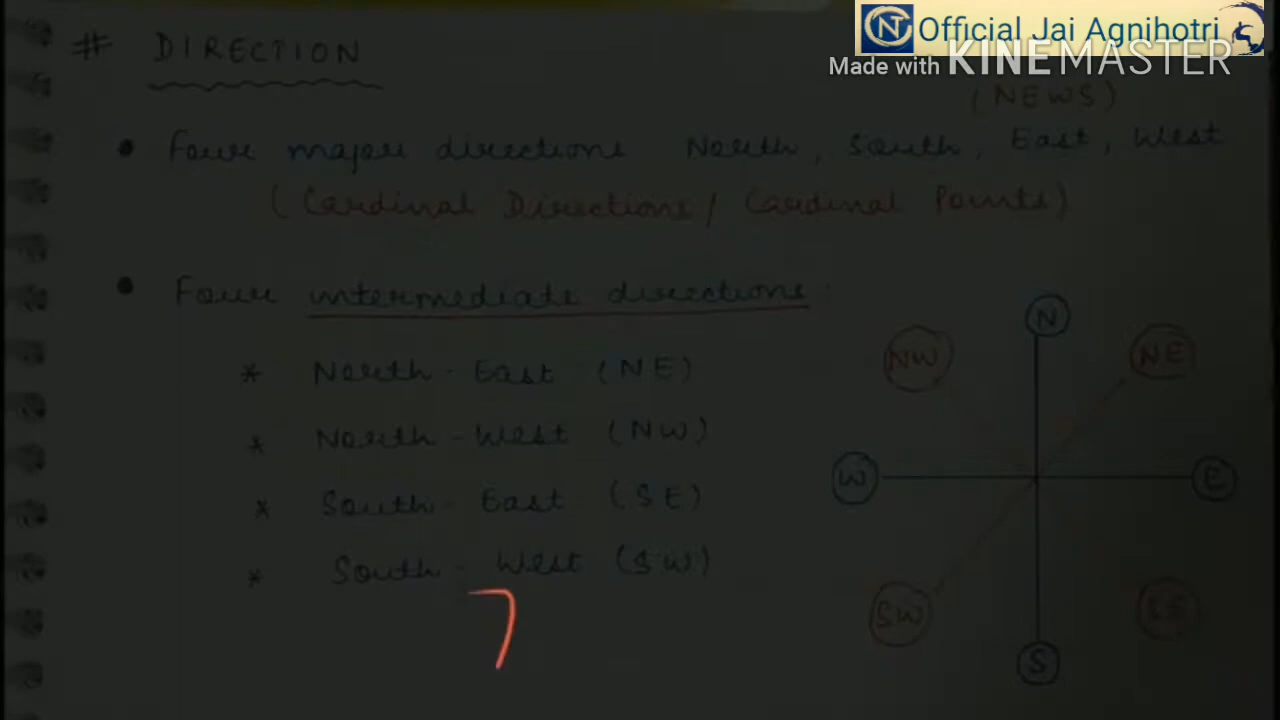 Official Jai Agnihotri
Made with KINEMASTER
# DIRECTION
(NEWS)
• Four major directions North, South, East, West
(Cardinal Directions / Cardinal Points)
• Four intermediate directions:
* North - East (NE)
* North - West (NW)
* South - East (SE)
* South - West (SW)
N
NW
NE
W
E
SW
SE
S
7